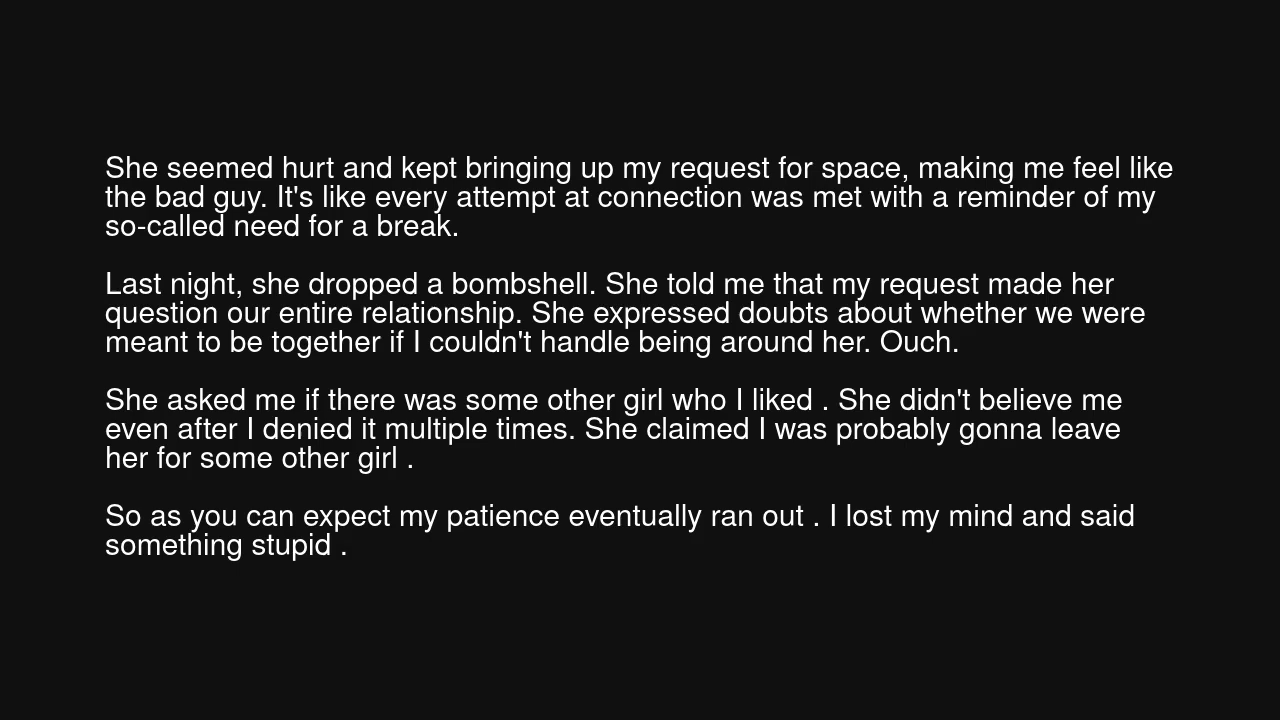 She seemed hurt and kept bringing up my request for space, making me feel like
the bad guy. It's like every attempt at connection was met with a reminder of my
so-called need for a break.
Last night, she dropped a bombshell. She told me that my request made her
question our entire relationship. She expressed doubts about whether we were
meant to be together if I couldn't handle being around her. Ouch.
She asked me if there was some other girl who I liked . She didn't believe me
even after I denied it multiple times. She claimed I was probably gonna leave
her for some other girl .
So as you can expect my patience eventually ran out . I lost my mind and said
something stupid .